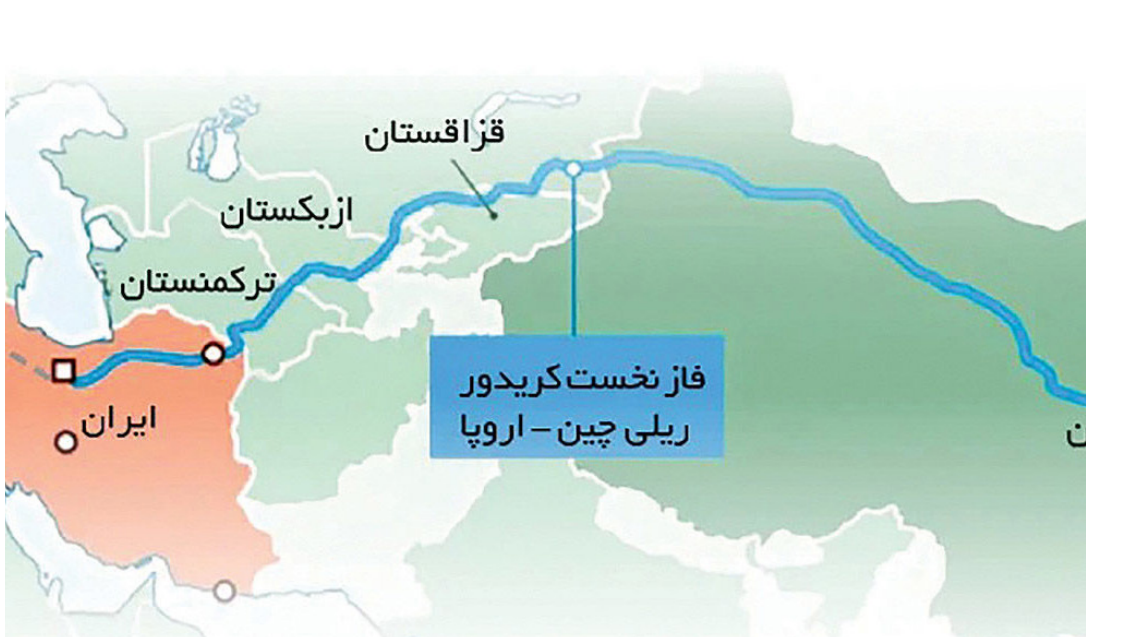 قزاقستان
ازبکستان
ترکمنستان
فاز نخست کریدور
ریلی چین – اروپا
ایران